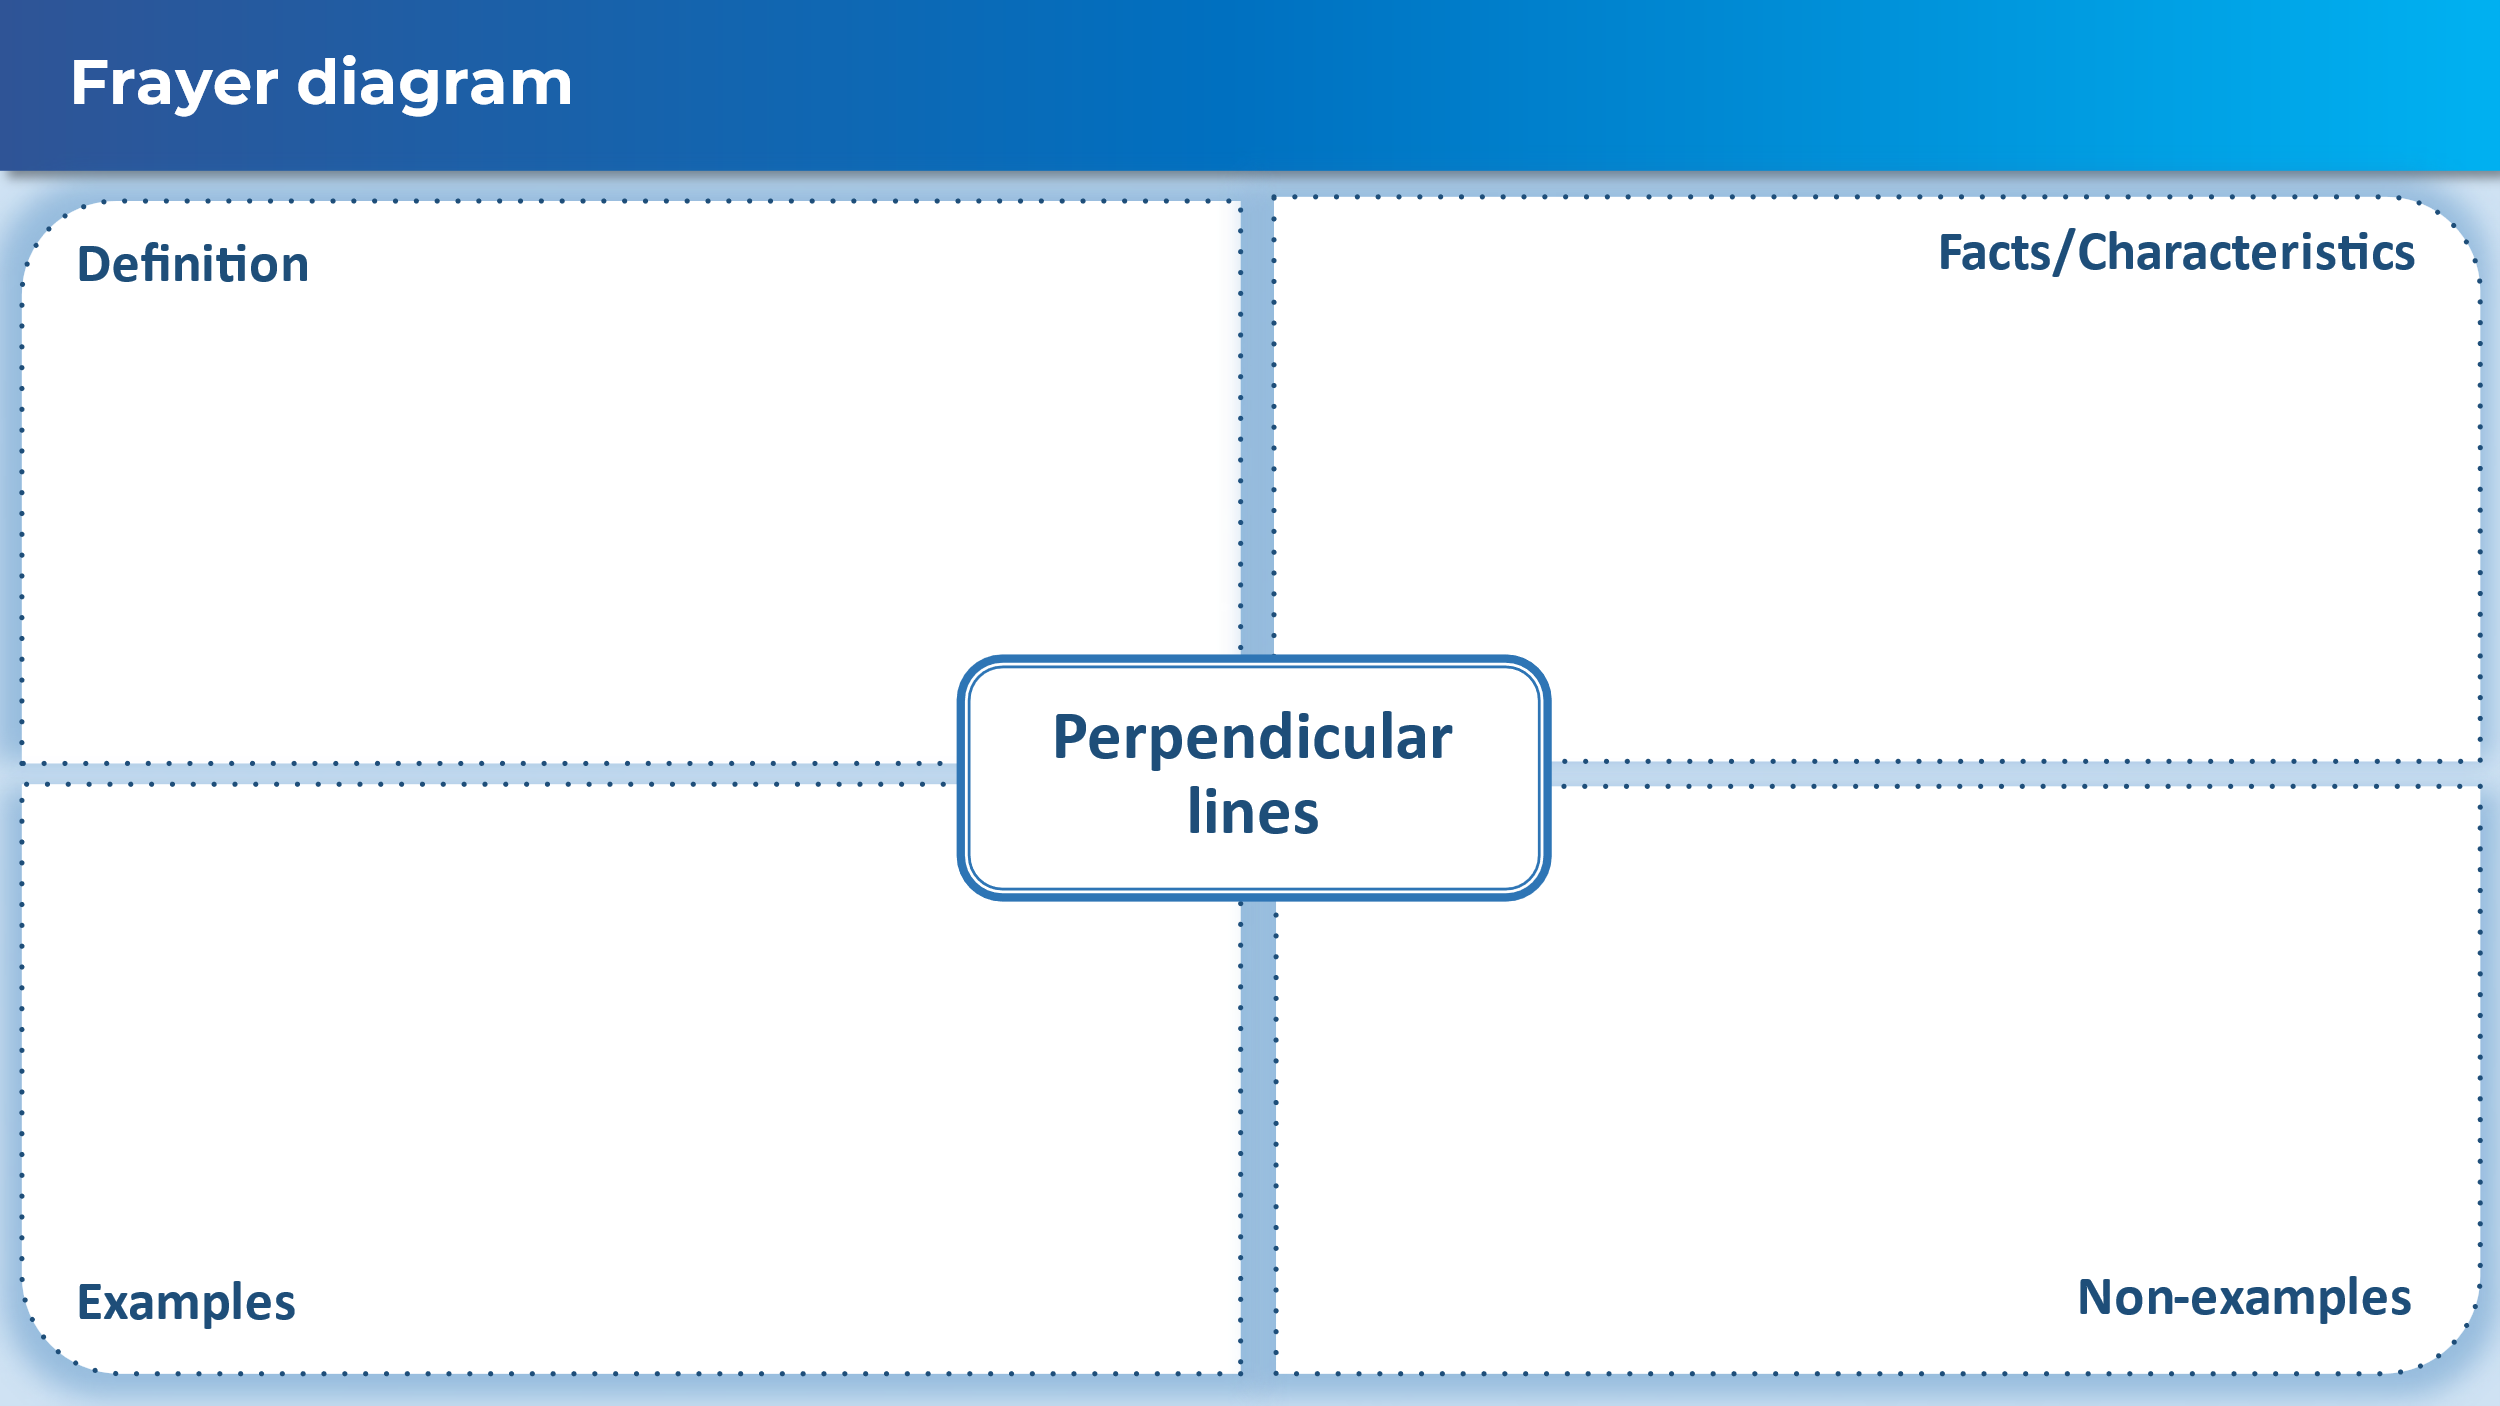 Frayer diagram
Definition
Facts/Characteristics
Perpendicular
lines
Examples
Non-examples